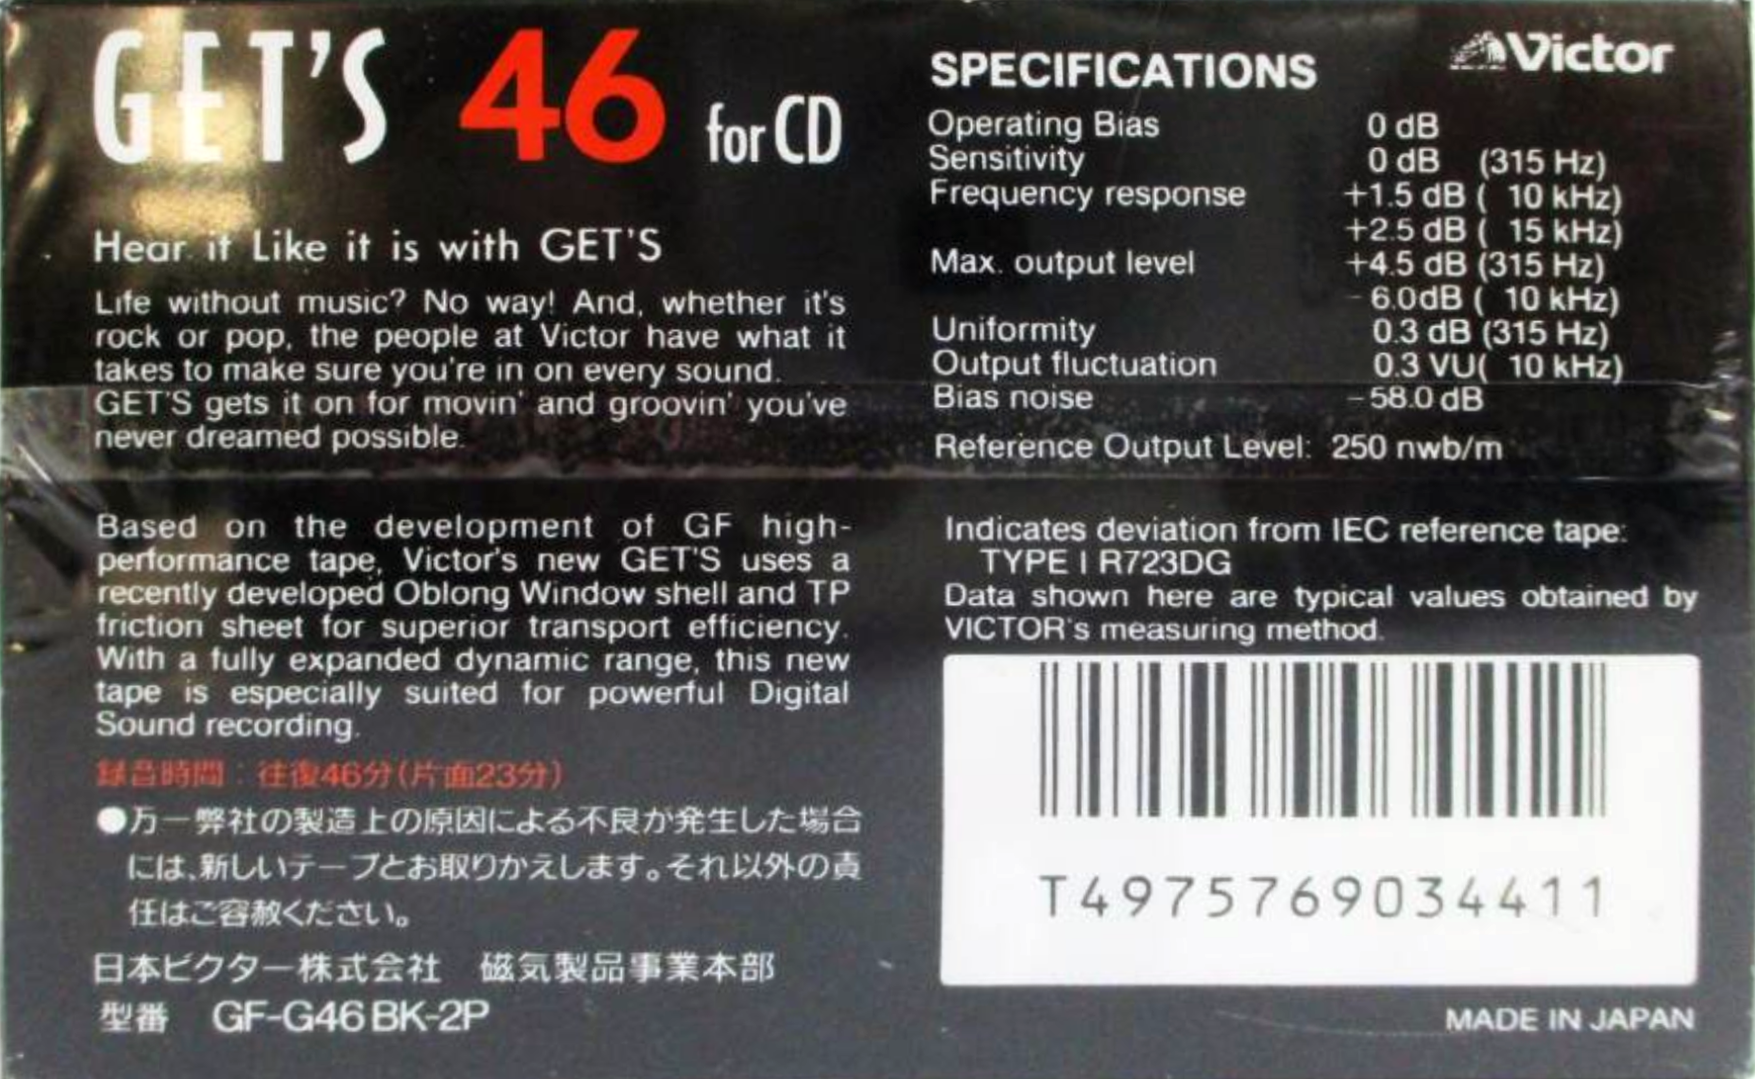 GET'S 46 for CD
Hear it Like it is with GET'S
Life without music? No way! And, whether it's
rock or pop, the people at Victor have what it
takes to make sure you're in on every sound.
GET'S gets it on for movin' and groovin' you've
never dreamed possible.
Based on the development of GF high-
performance tape, Victor's new GET'S uses a
recently developed Oblong Window shell and TP
friction sheet for superior transport efficiency.
With a fully expanded dynamic range, this new
tape is especially suited for powerful Digital
Sound recording.
録音時間：往復46分(片面23分)
●万一弊社の製造上の原因による不良が発生した場合
には、新しいテープとお取りかえします。それ以外の責
任はご容赦ください。
日本ビクター株式会社 磁気製品事業本部
型番 GF-G46BK-2P
Victor
SPECIFICATIONS
Operating Bias 0 dB
Sensitivity 0 dB (315 Hz)
Frequency response +1.5 dB ( 10 kHz)
+2.5 dB ( 15 kHz)
Max. output level +4.5 dB (315 Hz)
-6.0dB ( 10 kHz)
Uniformity 0.3 dB (315 Hz)
Output fluctuation 0.3 VU( 10 kHz)
Bias noise -58.0 dB
Reference Output Level: 250 nwb/m
Indicates deviation from IEC reference tape:
TYPE I R723DG
Data shown here are typical values obtained by
VICTOR's measuring method.
T4975769034411
MADE IN JAPAN